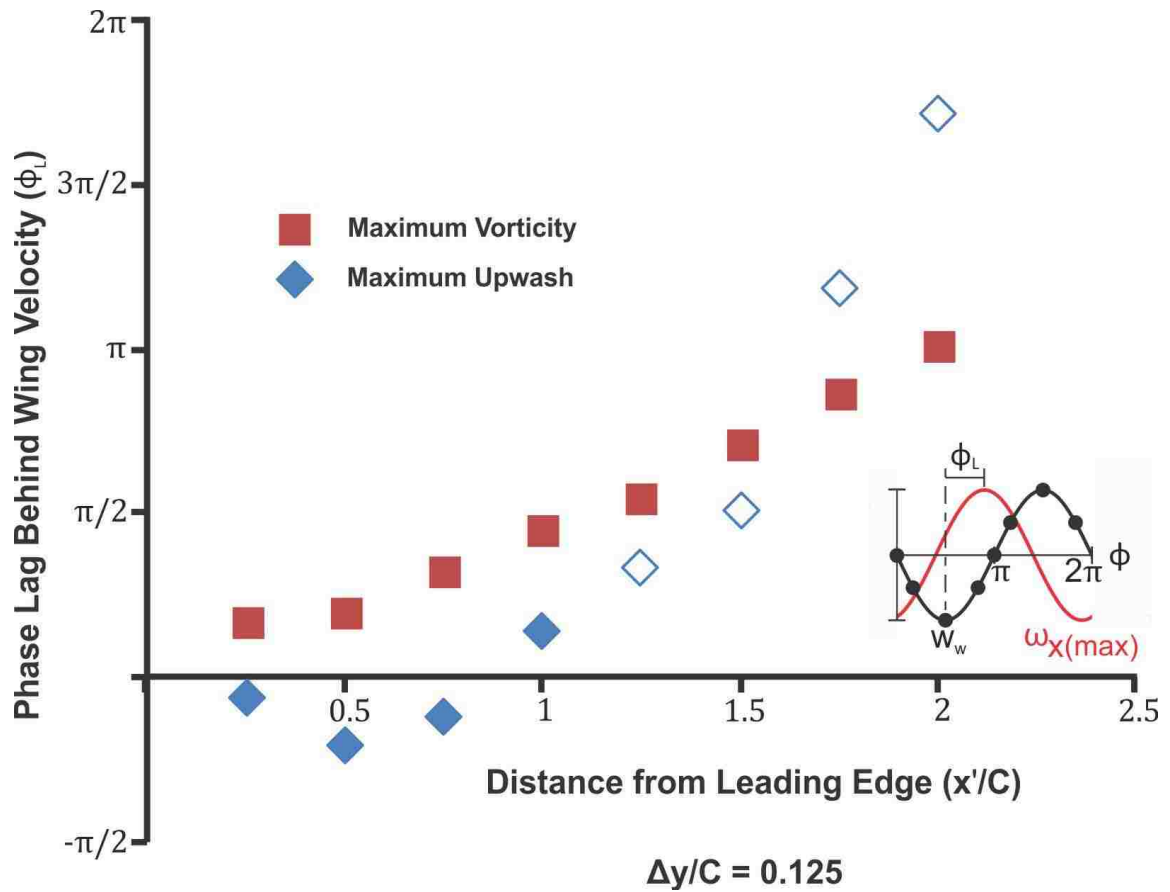 2π
3π/2
π
π/2
-π/2
Phase Lag Behind Wing Velocity (ϕL)
Maximum Vorticity
Maximum Upwash
ϕL
π
2π
ϕ
Ww
ωx(max)
0.5
1
1.5
2
2.5
Distance from Leading Edge (x'/C)
Δy/C = 0.125